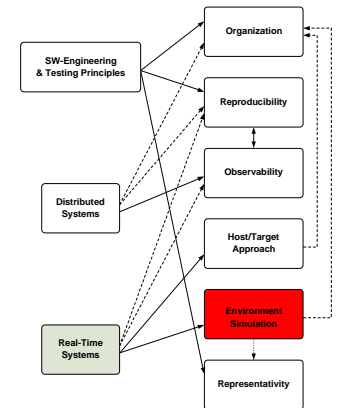 Organization
SW-Engineering
& Testing Principles
Reproducibility
Observability
Distributed
Systems
Host/Target
Approach
Environment
Simulation
Real-Time
Systems
Representativity